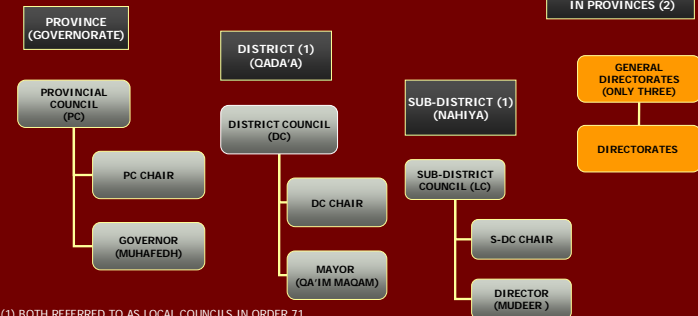 IN PROVINCES (2)
PROVINCE
(GOVERNORATE)
DISTRICT (1)
(QADA'A)
SUB-DISTRICT (1)
(NAHIYA)
PROVINCIAL
COUNCIL
(PC)
PC CHAIR
GOVERNOR
(MUHAFEDH)
DISTRICT COUNCIL
(DC)
DC CHAIR
MAYOR
(QA'IM MAQAM)
SUB-DISTRICT
COUNCIL (LC)
S-DC CHAIR
DIRECTOR
(MUDEER )
GENERAL
DIRECTORATES
(ONLY THREE)
DIRECTORATES
(1) BOTH REFERRED TO AS LOCAL COUNCILS IN ORDER 71